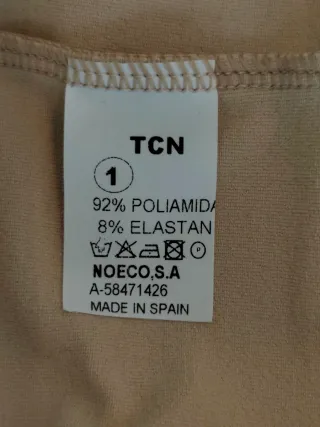 TCN
1
92% POLIAMIDA
8% ELASTAN
P
NOECO,S.A
A-58471426
MADE IN SPAIN